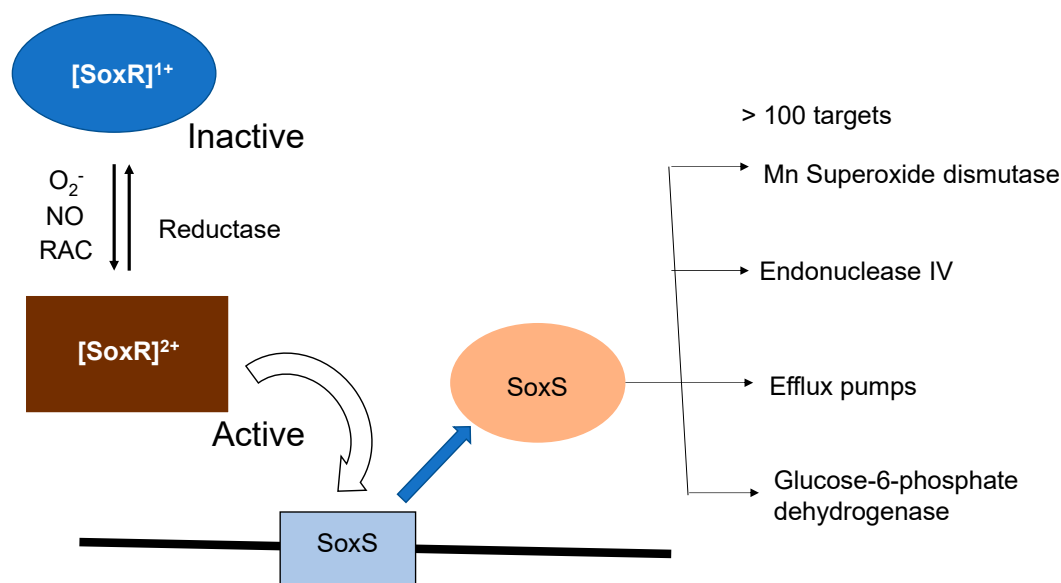 [SoxR]¹⁺
Inactive
O₂⁻
NO
RAC
Reductase
[SoxR]²⁺
Active
SoxS
SoxS
> 100 targets
Mn Superoxide dismutase
Endonuclease IV
Efflux pumps
Glucose-6-phosphate
dehydrogenase